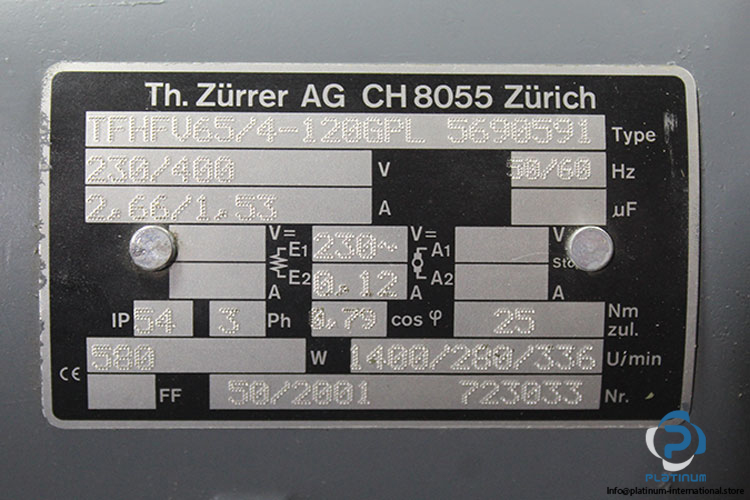 Th. Zürrer AG CH 8055 Zürich
TFHFV65/4-120GPL 5690591 Type
230/400 V 50/60 Hz
2.66/1.53 A µF
V= E1 230~ V= A1 V
E2 0.12 A2
A A A
IP 54 3 Ph 0,79 cos φ 25 Nm zul.
580 W 1400/280/336 U/min
CE FF 50/2001 723033 Nr.
PLATINUM
Info@platinum-international.store